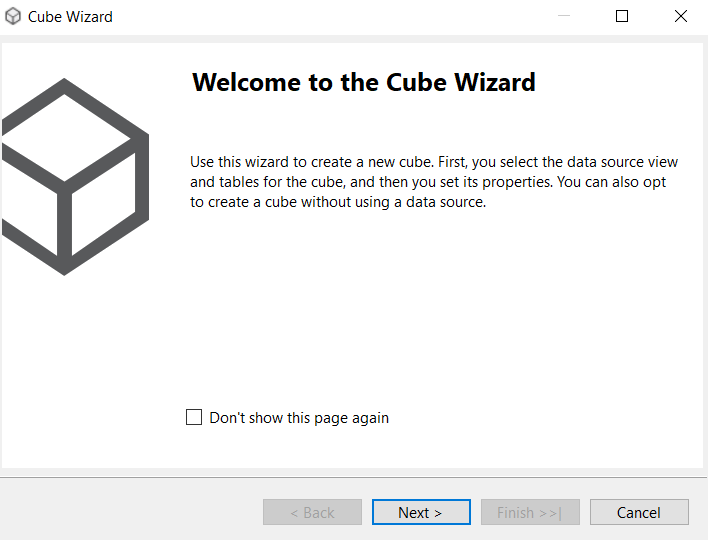 Cube Wizard
Welcome to the Cube Wizard
Use this wizard to create a new cube. First, you select the data source view
and tables for the cube, and then you set its properties. You can also opt
to create a cube without using a data source.
Don't show this page again
< Back Next > Finish >>| Cancel